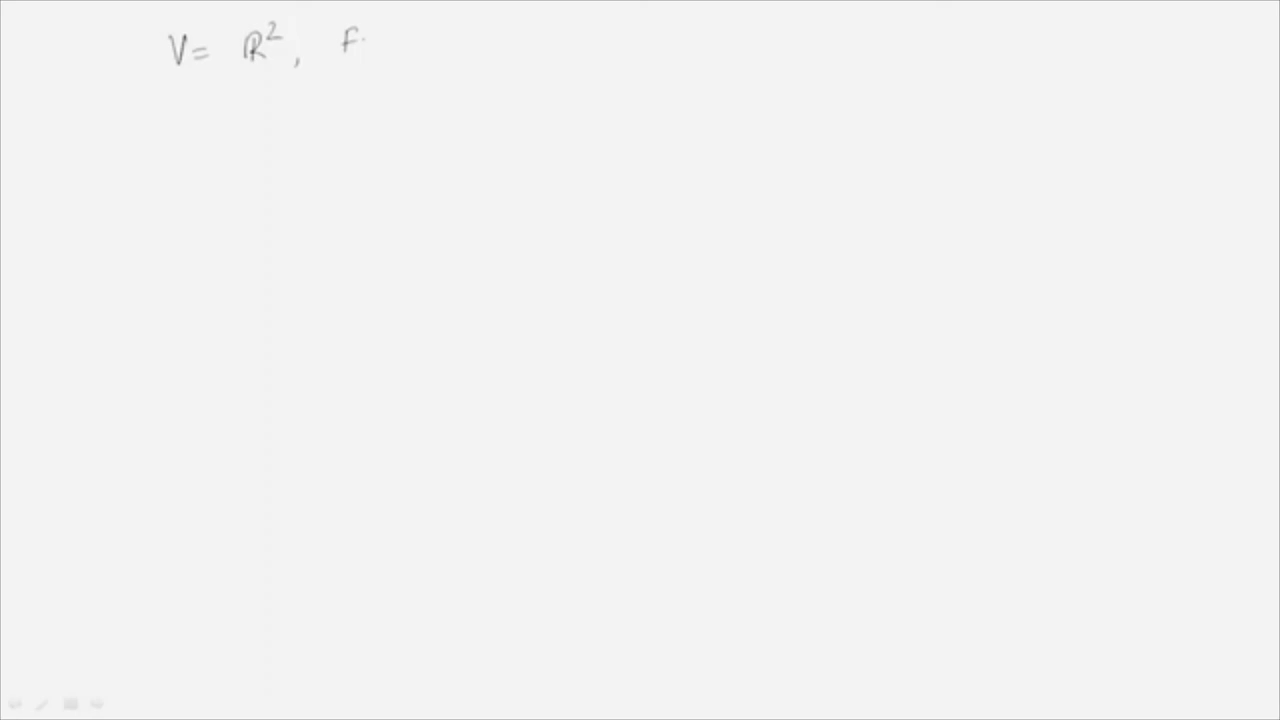 V = ℝ², F